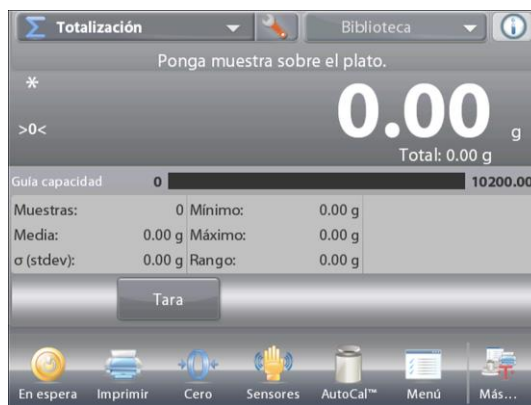 Totalización Biblioteca
Ponga muestra sobre el plato.
*
>0< 0.00 g
Total: 0.00 g
Guía capacidad 0 10200.00
Muestras: 0 Mínimo: 0.00 g
Media: 0.00 g Máximo: 0.00 g
σ (stdev): 0.00 g Rango: 0.00 g
Tara
En espera Imprimir Cero Sensores AutoCal™ Menú Más...